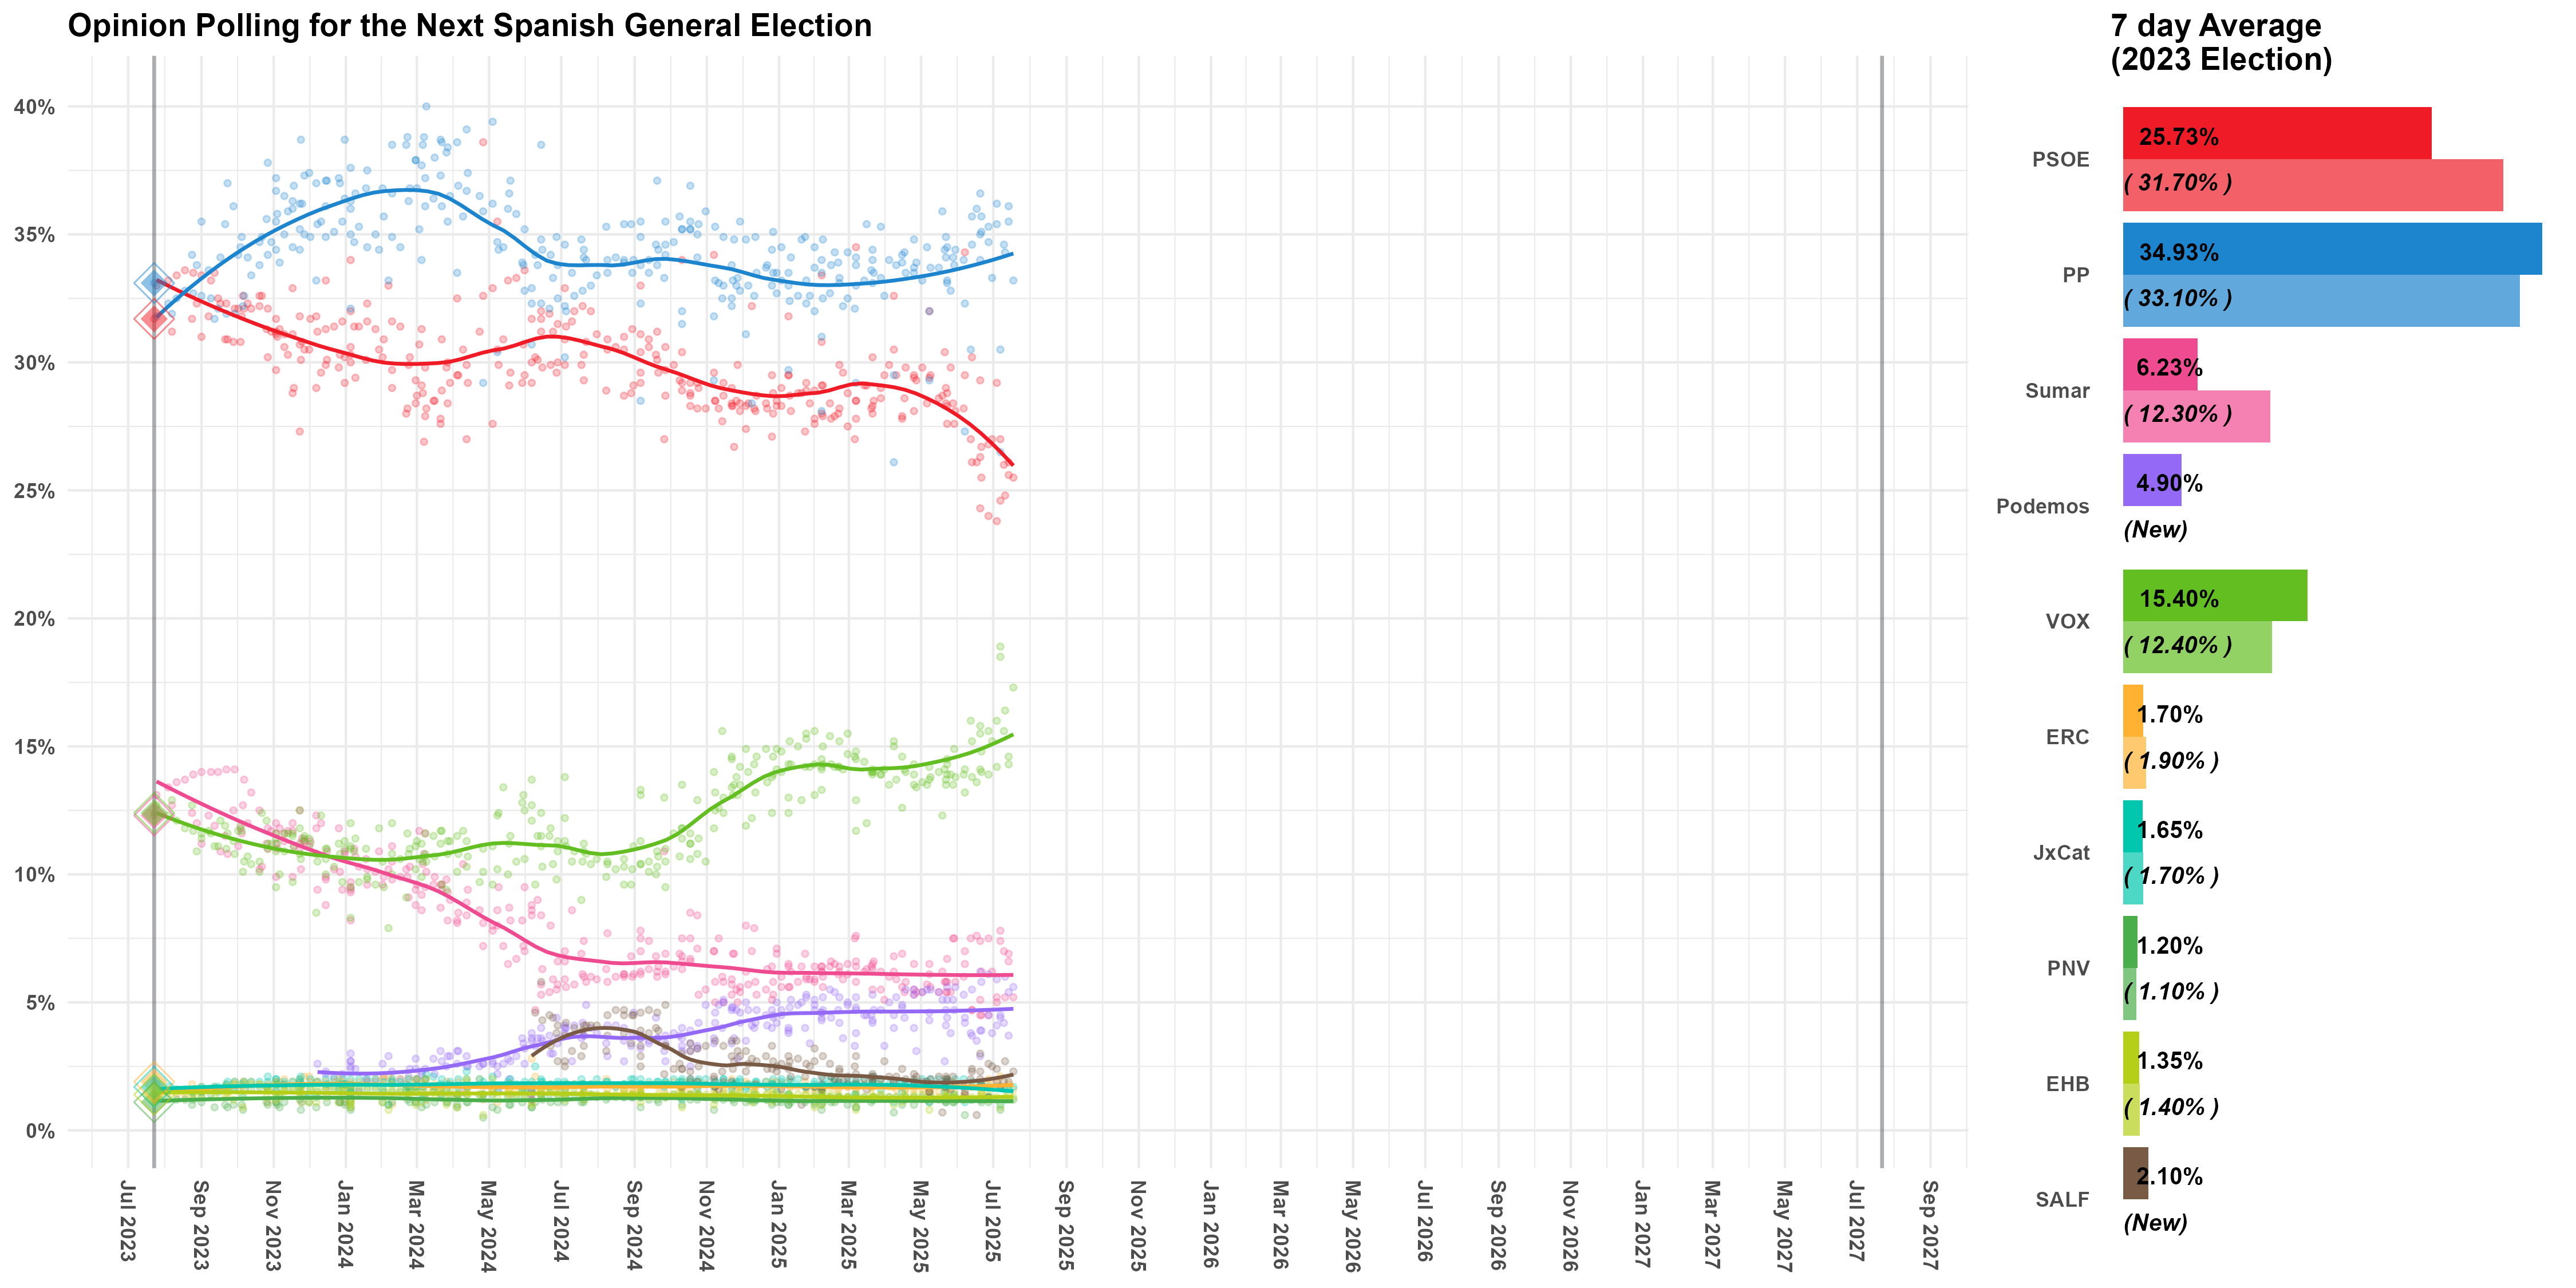 Opinion Polling for the Next Spanish General Election
7 day Average
(2023 Election)
40%
35%
30%
25%
20%
15%
10%
5%
0%
Jul 2023
Sep 2023
Nov 2023
Jan 2024
Mar 2024
May 2024
Jul 2024
Sep 2024
Nov 2024
Jan 2025
Mar 2025
May 2025
Jul 2025
Sep 2025
Nov 2025
Jan 2026
Mar 2026
May 2026
Jul 2026
Sep 2026
Nov 2026
Jan 2027
Mar 2027
May 2027
Jul 2027
Sep 2027
PSOE
25.73%
( 31.70% )
PP
34.93%
( 33.10% )
Sumar
6.23%
( 12.30% )
Podemos
4.90%
(New)
VOX
15.40%
( 12.40% )
ERC
1.70%
( 1.90% )
JxCat
1.65%
( 1.70% )
PNV
1.20%
( 1.10% )
EHB
1.35%
( 1.40% )
SALF
2.10%
(New)